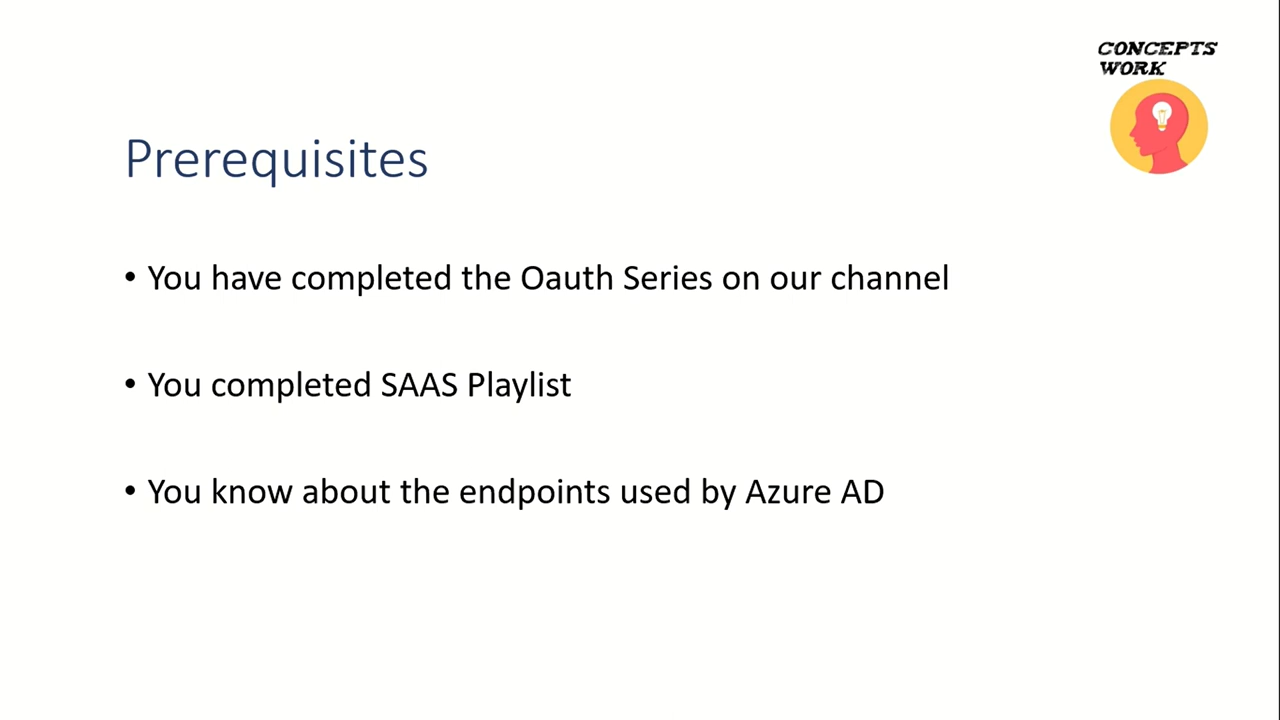 CONCEPTS
WORK
Prerequisites
• You have completed the Oauth Series on our channel
• You completed SAAS Playlist
• You know about the endpoints used by Azure AD